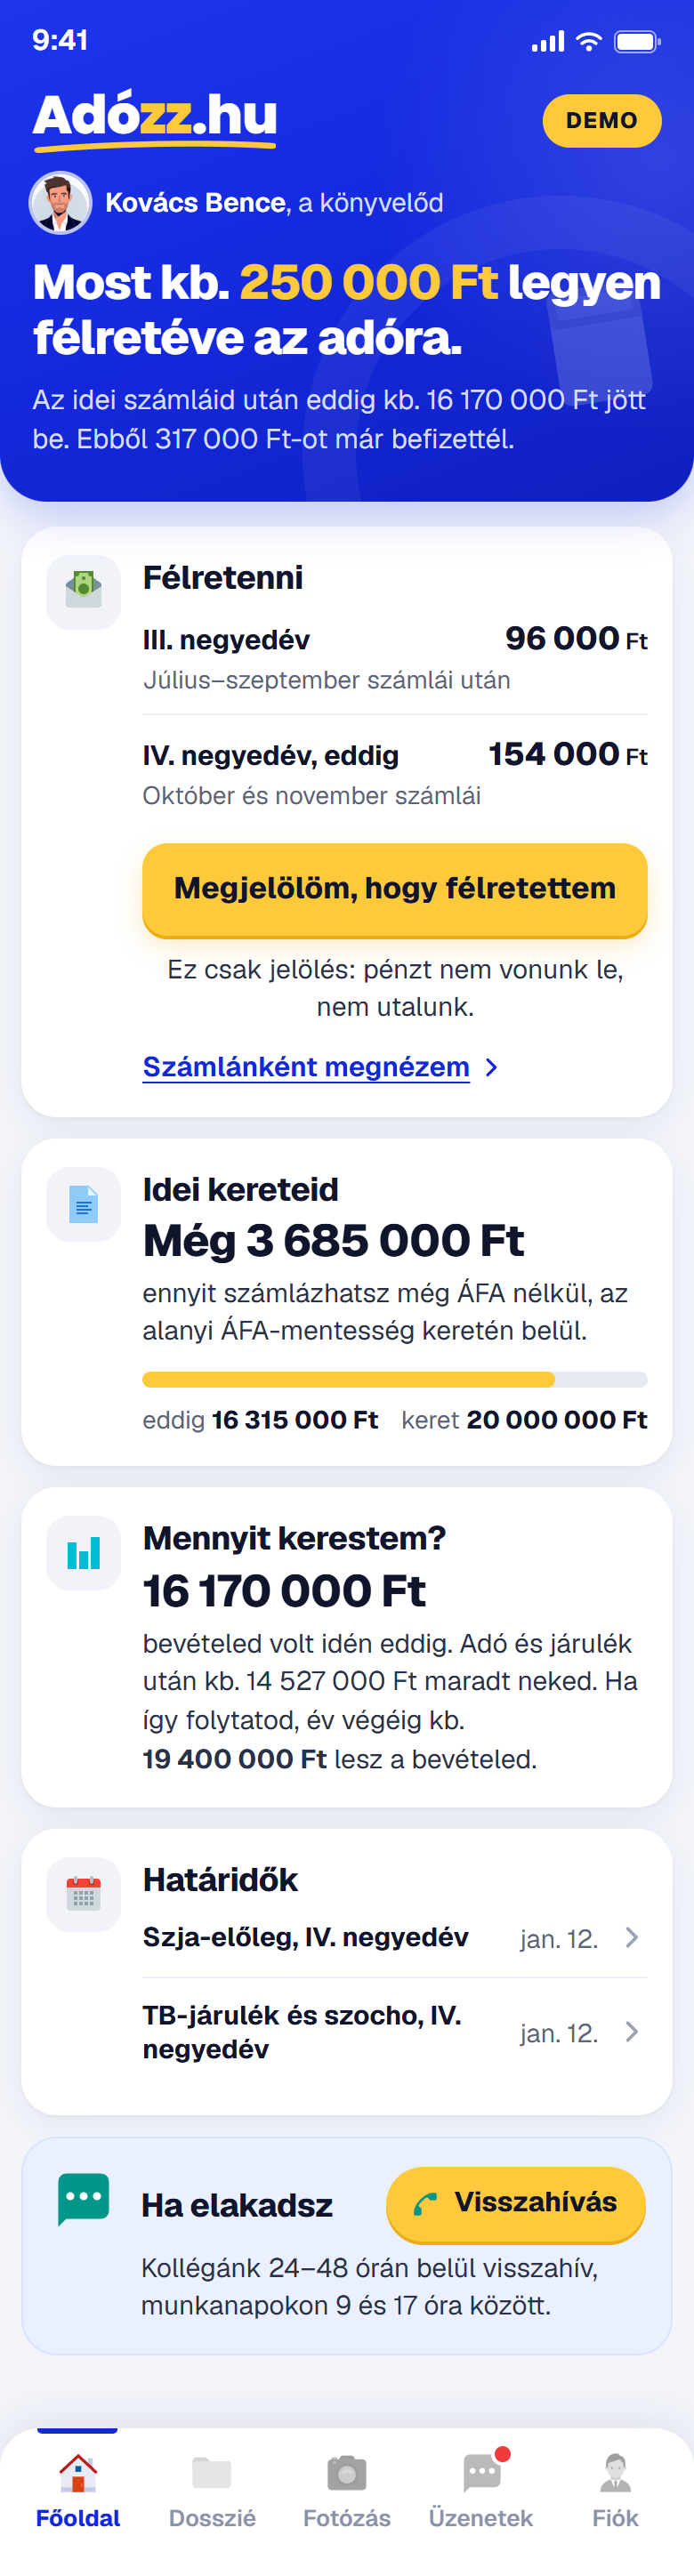 9:41
Adózz.hu
DEMO
Kovács Bence, a könyvelőd
Most kb. 250 000 Ft legyen
félretéve az adóra.
Az idei számláid után eddig kb. 16 170 000 Ft jött
be. Ebből 317 000 Ft-ot már befizettél.
Félretenni
III. negyedév 96 000 Ft
Július–szeptember számlái után
IV. negyedév, eddig 154 000 Ft
Október és november számlái
Megjelölöm, hogy félretettem
Ez csak jelölés: pénzt nem vonunk le,
nem utalunk.
Számlánként megnézem
Idei kereteid
Még 3 685 000 Ft
ennyit számlázhatsz még ÁFA nélkül, az
alanyi ÁFA-mentesség keretén belül.
eddig 16 315 000 Ft keret 20 000 000 Ft
Mennyit kerestem?
16 170 000 Ft
bevételed volt idén eddig. Adó és járulék
után kb. 14 527 000 Ft maradt neked. Ha
így folytatod, év végéig kb.
19 400 000 Ft lesz a bevételed.
Határidők
Szja-előleg, IV. negyedév jan. 12.
TB-járulék és szocho, IV.
negyedév jan. 12.
Ha elakadsz
Visszahívás
Kollégánk 24–48 órán belül visszahív,
munkanapokon 9 és 17 óra között.
Főoldal Dosszié Fotózás Üzenetek Fiók